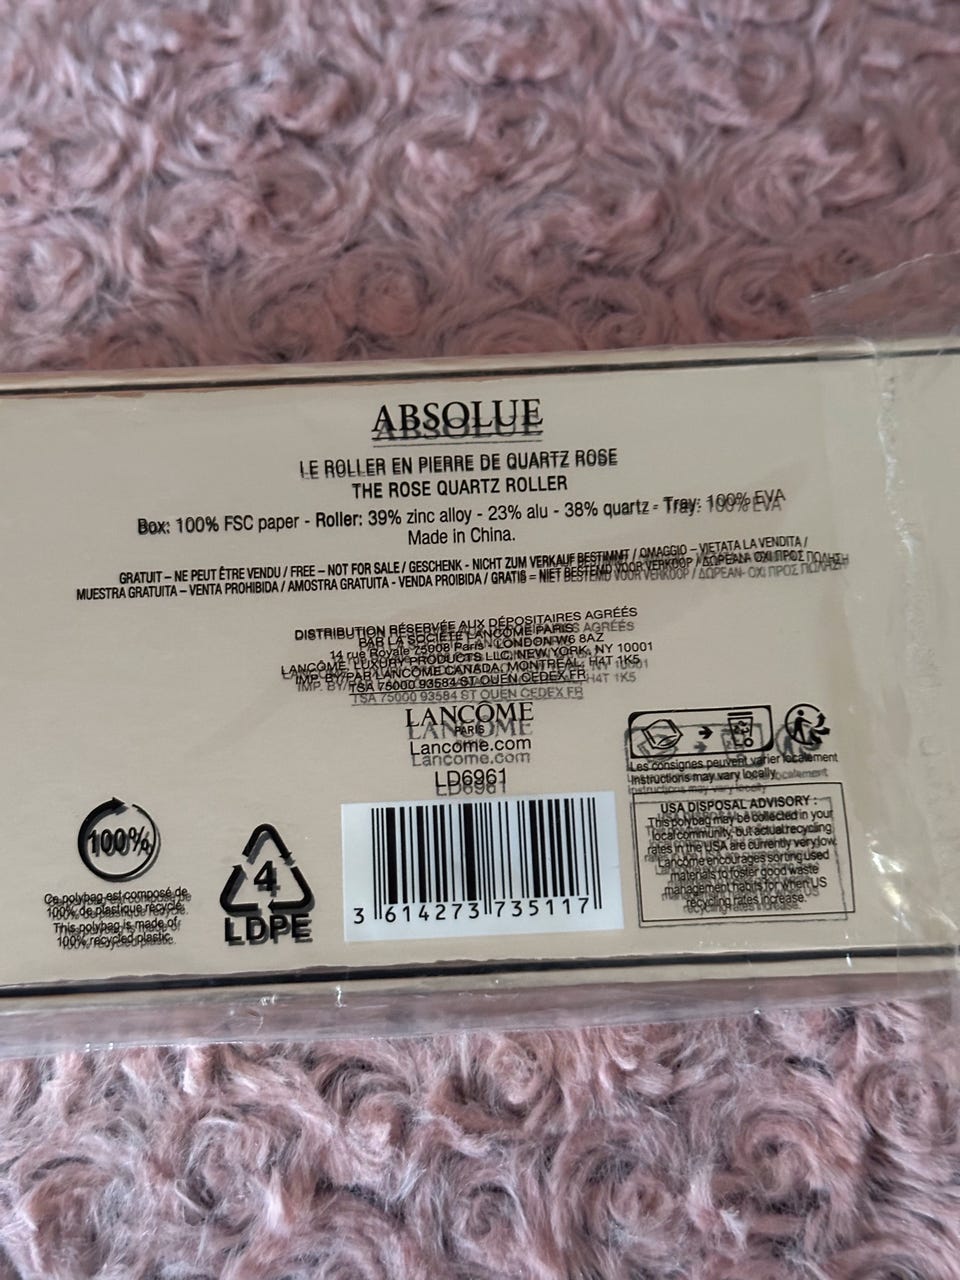 ABSOLUE
LE ROLLER EN PIERRE DE QUARTZ ROSE
THE ROSE QUARTZ ROLLER
Box: 100% FSC paper - Roller: 39% zinc alloy - 23% alu - 38% quartz - Tray: 100% EVA
Made in China.
GRATUIT – NE PEUT ÊTRE VENDU / FREE – NOT FOR SALE / GESCHENK - NICHT ZUM VERKAUF BESTIMMT / OMAGGIO – VIETATA LA VENDITA /
MUESTRA GRATUITA – VENTA PROHIBIDA / AMOSTRA GRATUITA - VENDA PROIBIDA / GRATIS – NIET BESTEMD VOOR VERKOOP / ΔΩΡΕΑΝ- ΟΧΙ ΠΡΟΣ ΠΩΛΗΣΗ
DISTRIBUTION RÉSERVÉE AUX DÉPOSITAIRES AGRÉÉS
PAR LA SOCIÉTÉ LANCÔME PARIS
14 rue Royale 75008 Paris - LONDON W6 8AZ
LANCÔME, LUXURY PRODUCTS LLC, NEW YORK, NY 10001
IMP. BY/PAR LANCÔME CANADA, MONTRÉAL, H4T 1K5
TSA 75000 93584 ST OUEN CEDEX FR
LANCÔME
PARIS
Lancome.com
LD6961
Les consignes peuvent varier localement
Instructions may vary locally
100%
Ce polybag est composé de
100% de plastique recyclé.
This polybag is made of
100% recycled plastic.
4
LDPE
3 614273 735117
USA DISPOSAL ADVISORY :
This polybag may be collected in your
local community, but actual recycling
rates in the USA are currently very low.
Lancôme encourages sorting used
materials to foster good waste
management habits for when US
recycling rates increase.